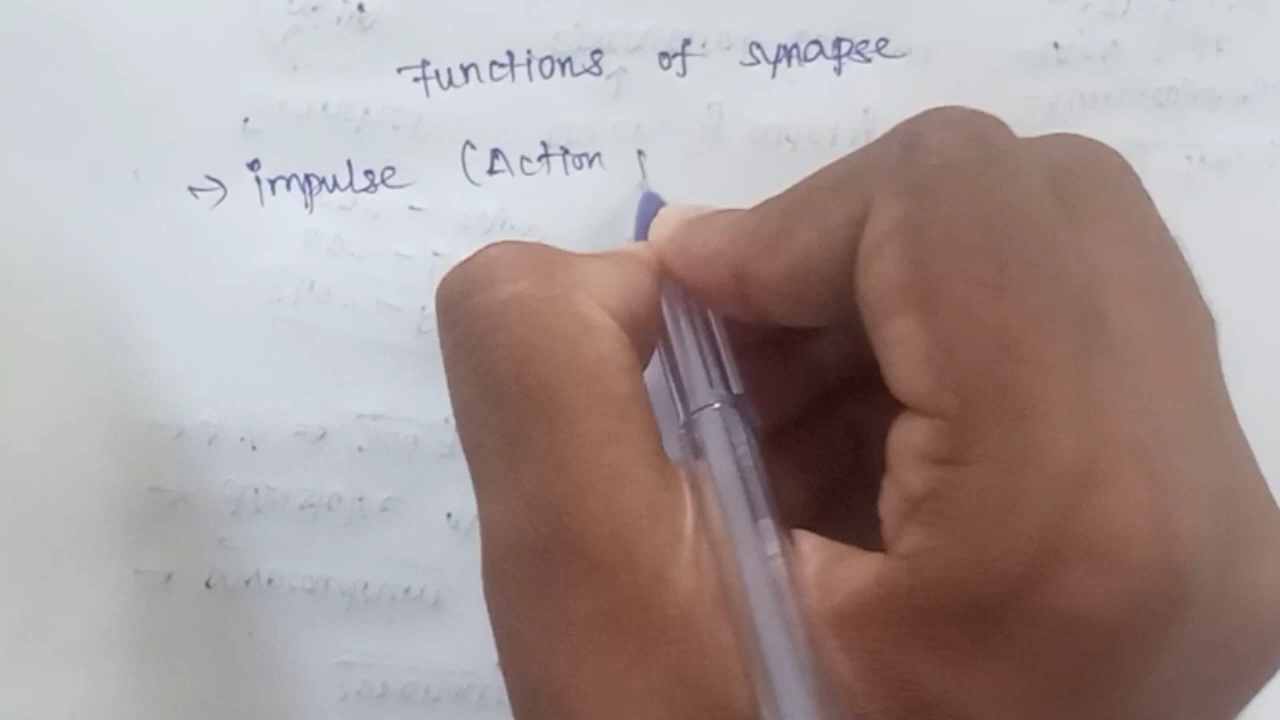 Functions of synapse
→ impulse (Action